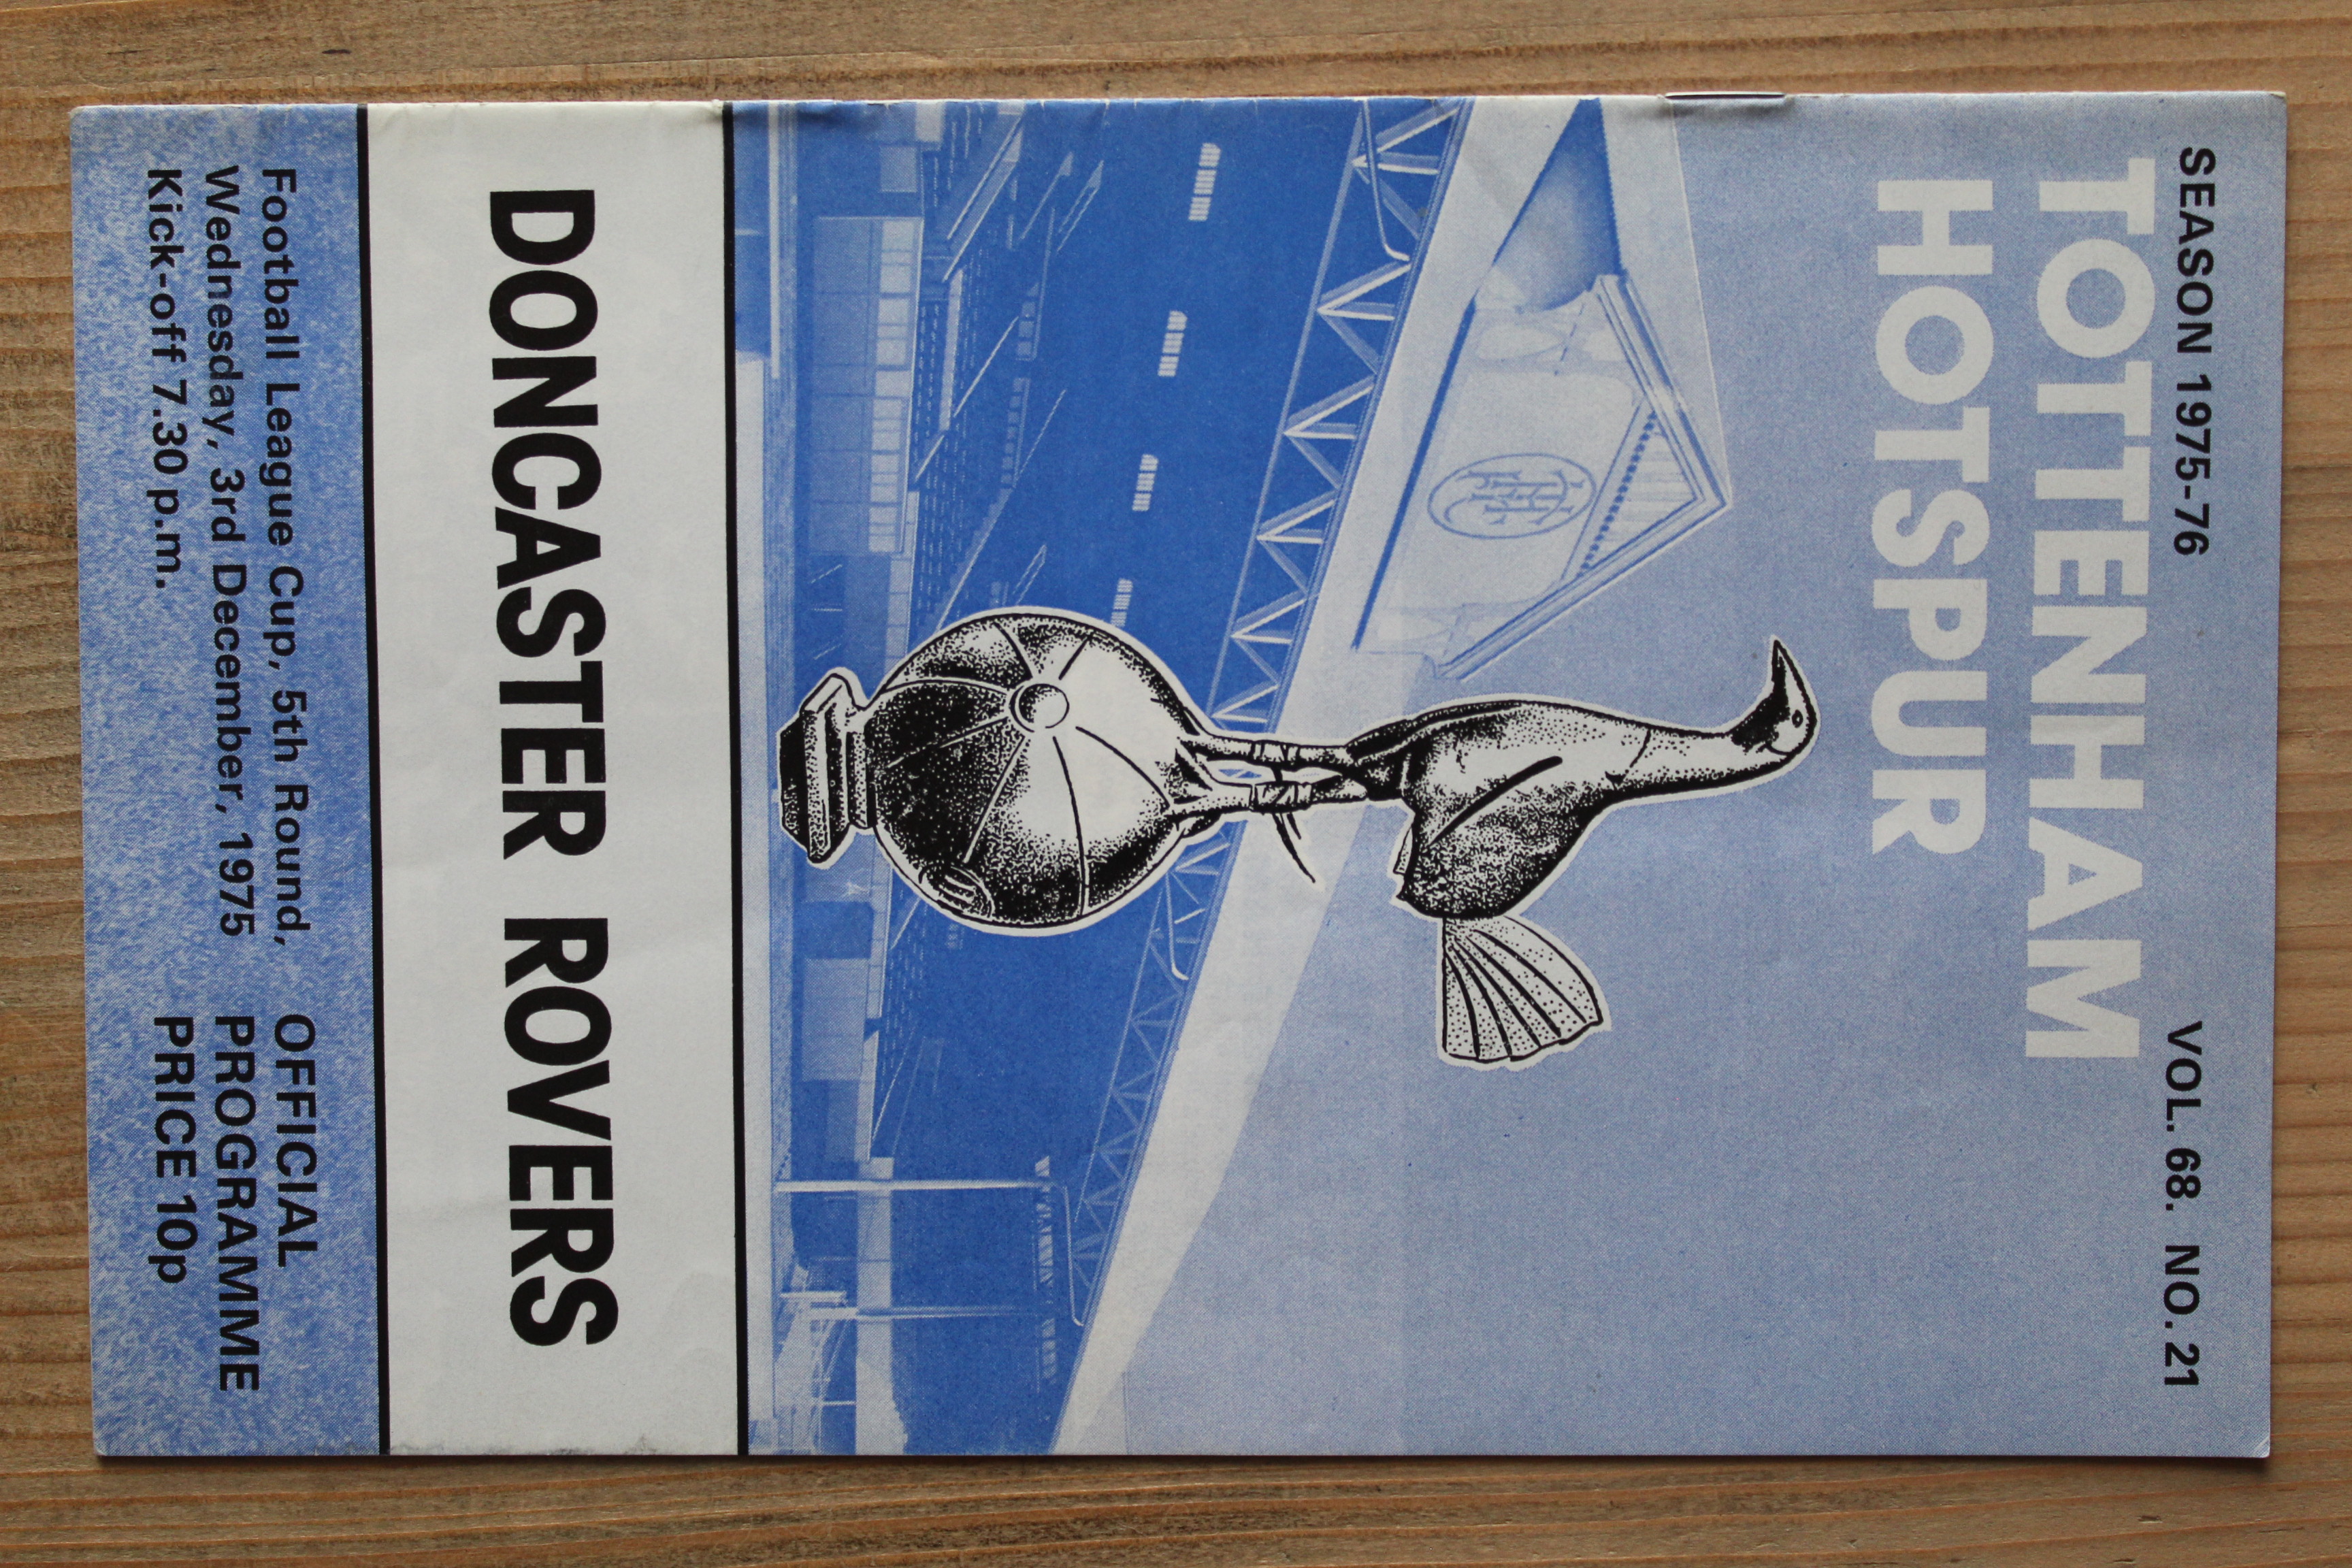 SEASON 1975-76 VOL. 68. NO. 21
TOTTENHAM
HOTSPUR
DONCASTER ROVERS
Football League Cup, 5th Round,
Wednesday, 3rd December, 1975
Kick-off 7.30 p.m.
OFFICIAL
PROGRAMME
PRICE 10p